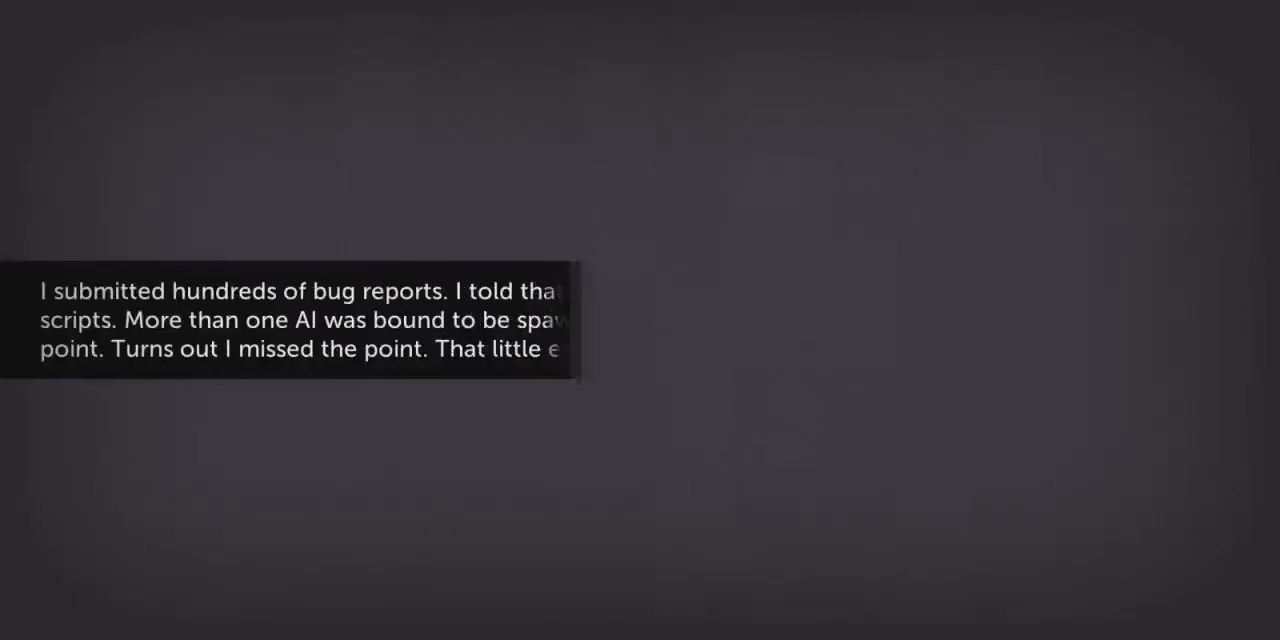 I submitted hundreds of bug reports. I told that
scripts. More than one AI was bound to be
point. Turns out I missed the point. That little